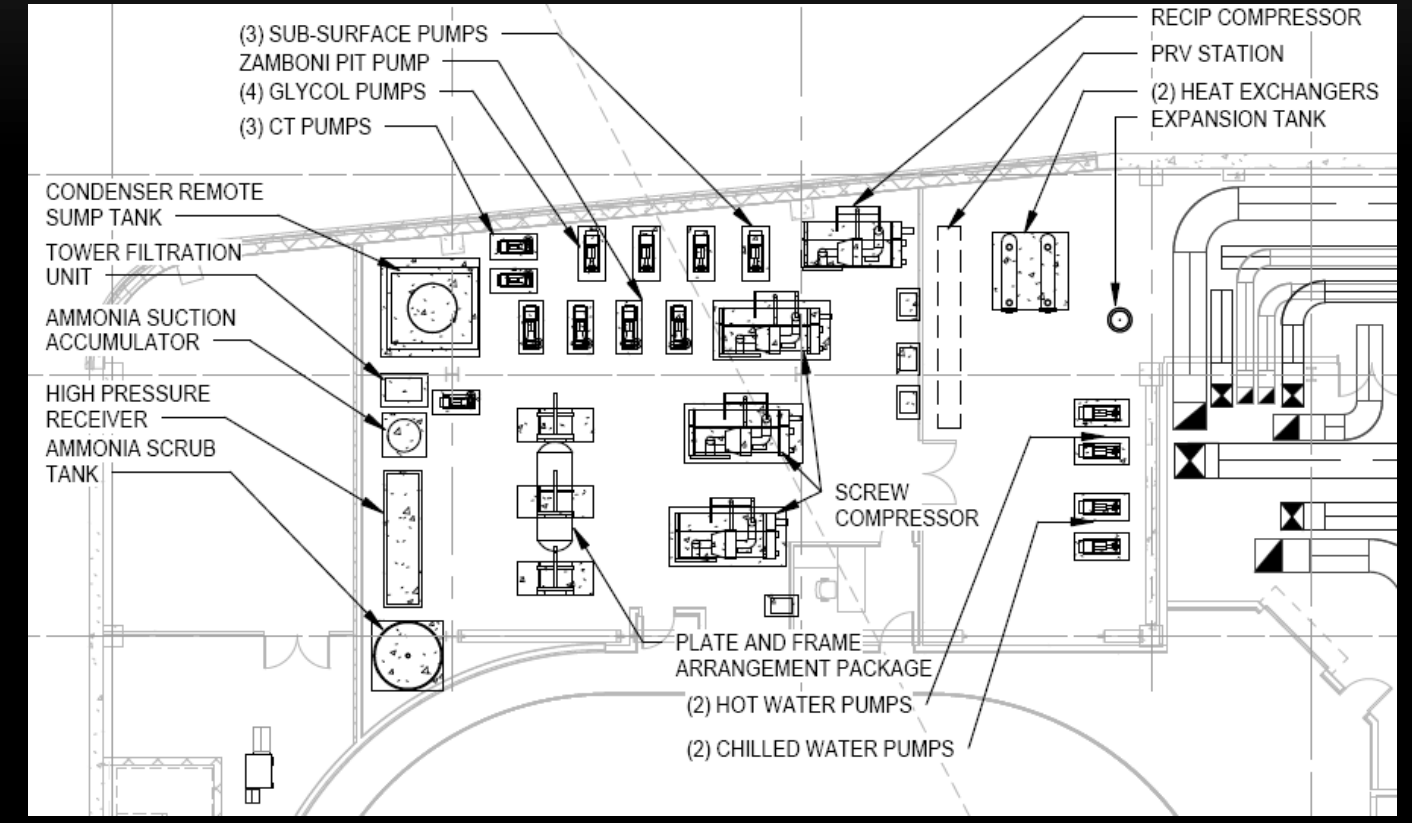 (3) SUB-SURFACE PUMPS
ZAMBONI PIT PUMP
(4) GLYCOL PUMPS
(3) CT PUMPS
RECIP COMPRESSOR
PRV STATION
(2) HEAT EXCHANGERS
EXPANSION TANK
CONDENSER REMOTE
SUMP TANK
TOWER FILTRATION
UNIT
AMMONIA SUCTION
ACCUMULATOR
HIGH PRESSURE
RECEIVER
AMMONIA SCRUB
TANK
SCREW
COMPRESSOR
PLATE AND FRAME
ARRANGEMENT PACKAGE
(2) HOT WATER PUMPS
(2) CHILLED WATER PUMPS